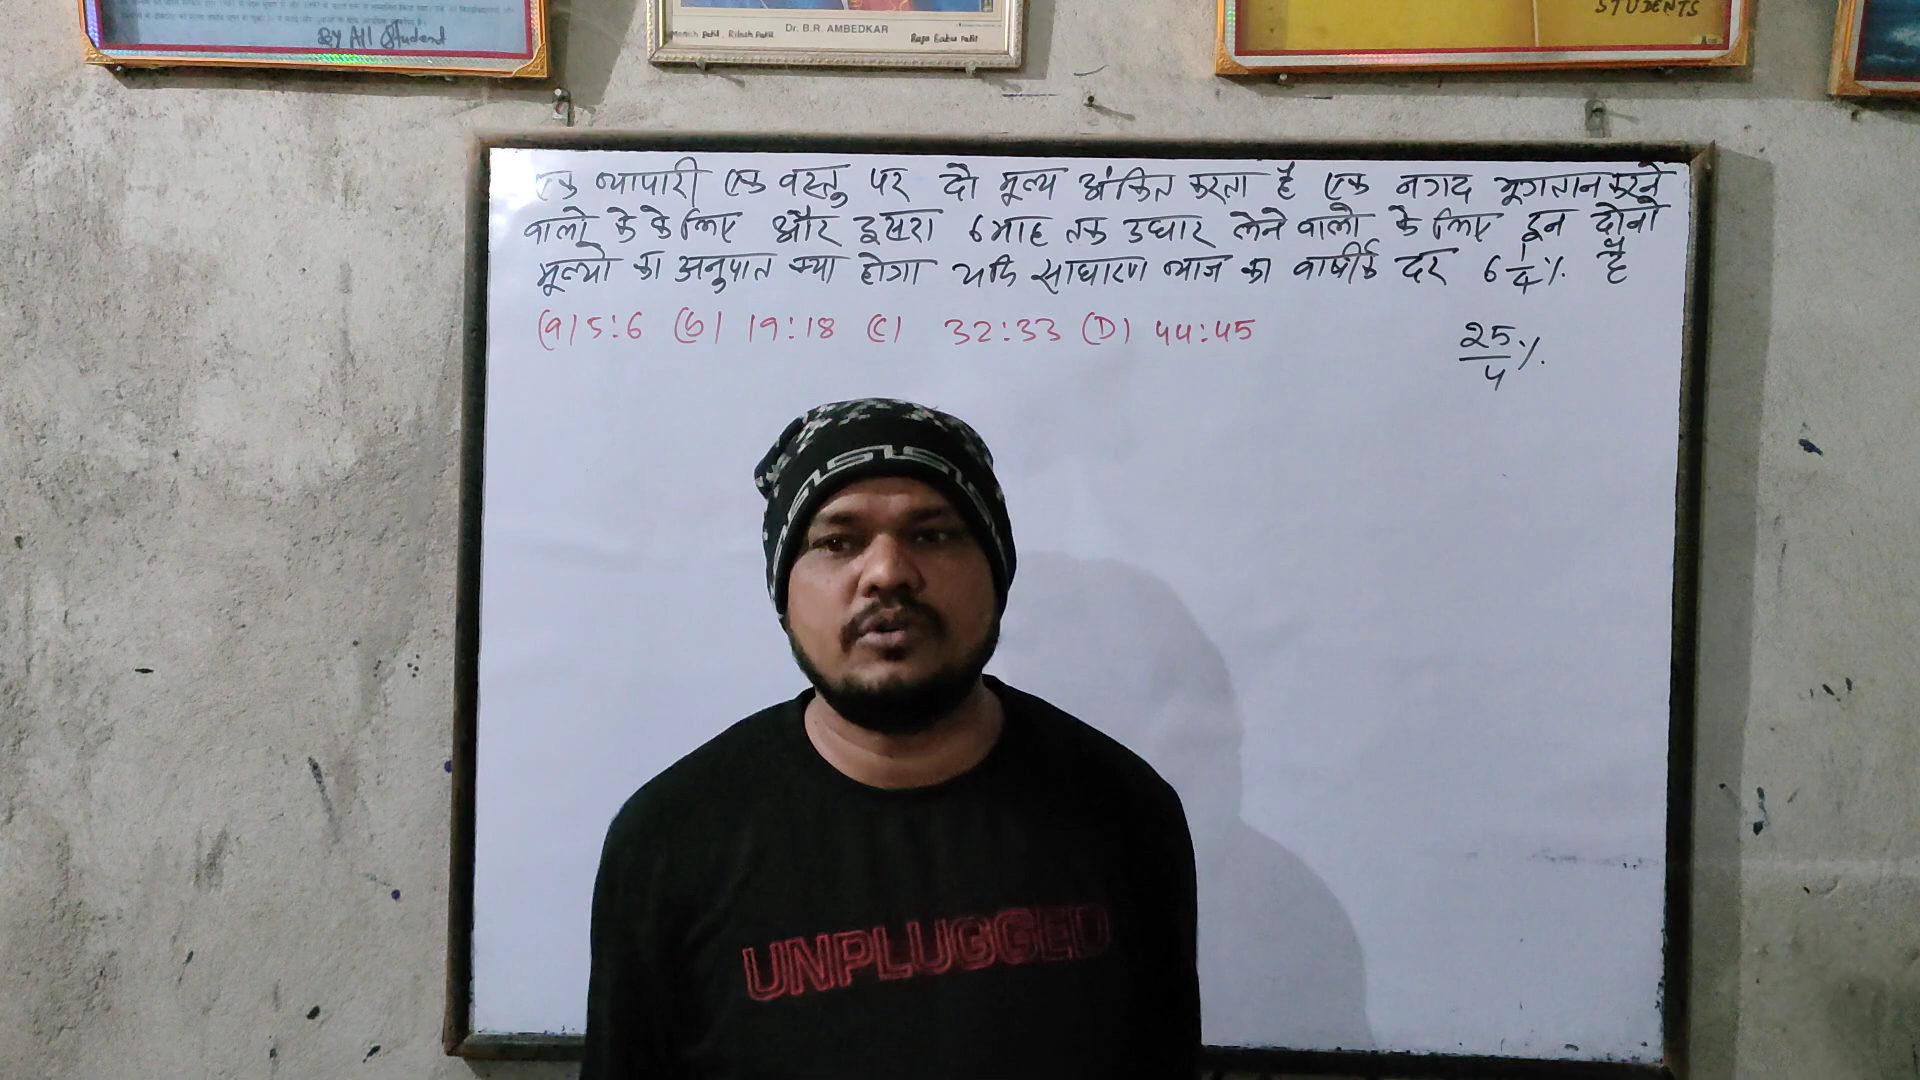 By All Student
Dr. B.R. AMBEDKAR
STUDENTS
एक व्यापारी एक वस्तु पर दो मूल्य अंकित करता है एक नगद भूगतान करने
वालो के के लिए और दूसरा 6 माह तक उधार लेने वालो के लिए इन दोनो
मूल्यो का अनुपात क्या होगा यदि साधारण ब्याज का वार्षीक दर 6 1/4 % है
(a) 5:6 (b) 19:18 (C) 32:33 (D) 44:45
25/4 %.
UNPLUGGED